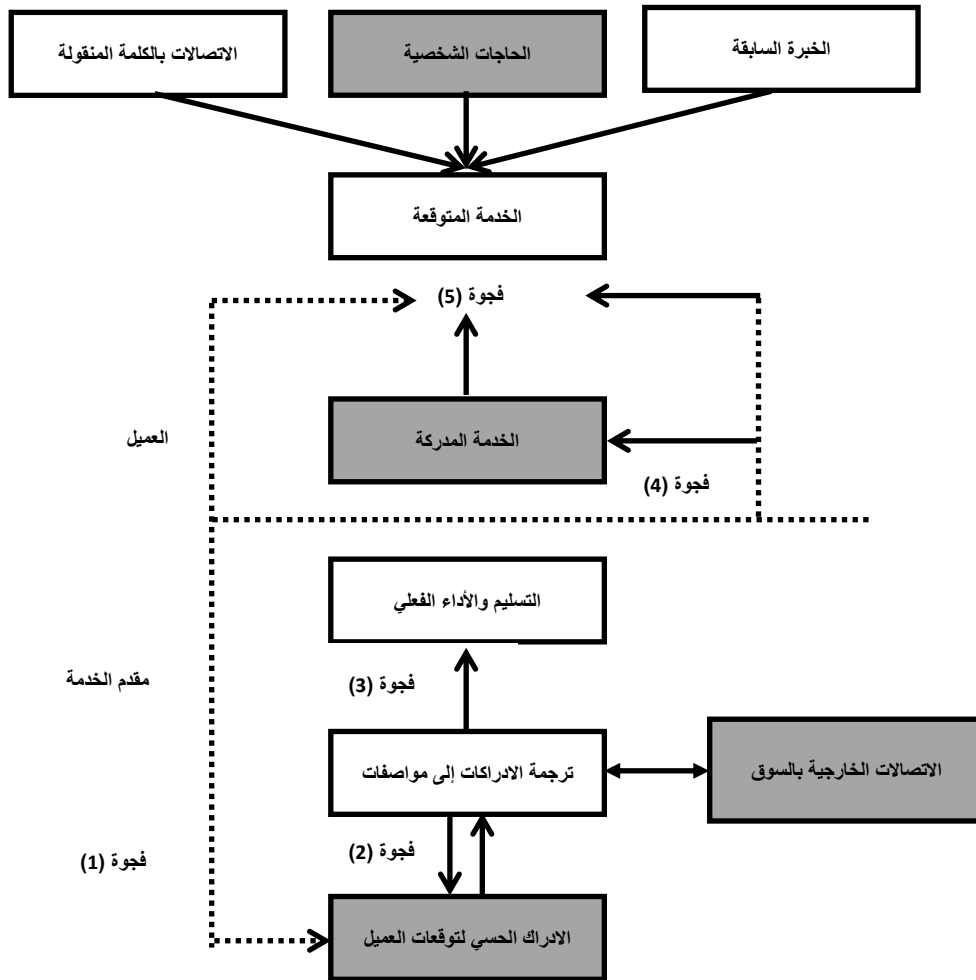 الخبرة السابقة
الحاجات الشخصية
الاتصالات بالكلمة المنقولة
الخدمة المتوقعة
فجوة (5)
العميل
الخدمة المدركة
فجوة (4)
التسليم والأداء الفعلي
مقدم الخدمة
فجوة (3)
الاتصالات الخارجية بالسوق
ترجمة الادراكات إلى مواصفات
فجوة (2)
فجوة (1)
الادراك الحسي لتوقعات العميل